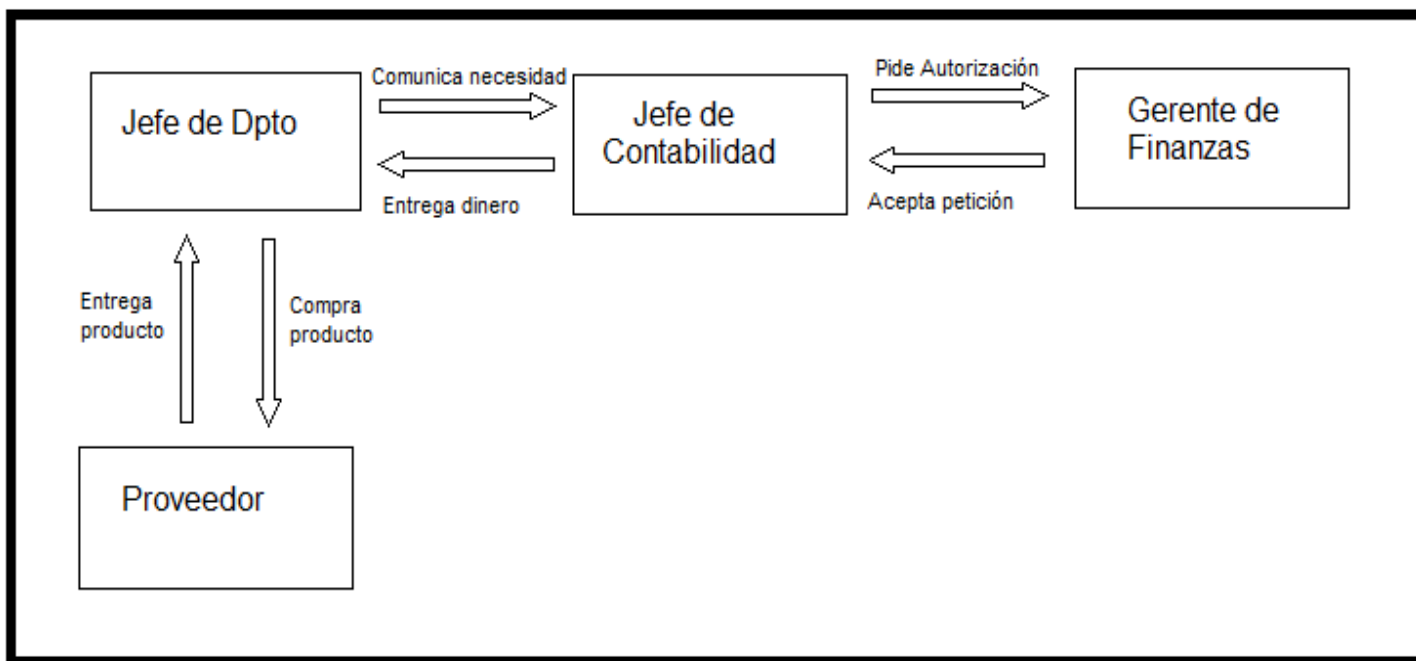 Comunica necesidad
Pide Autorización
Jefe de Dpto
Jefe de
Contabilidad
Gerente de
Finanzas
Entrega dinero
Acepta petición
Entrega
producto
Compra
producto
Proveedor